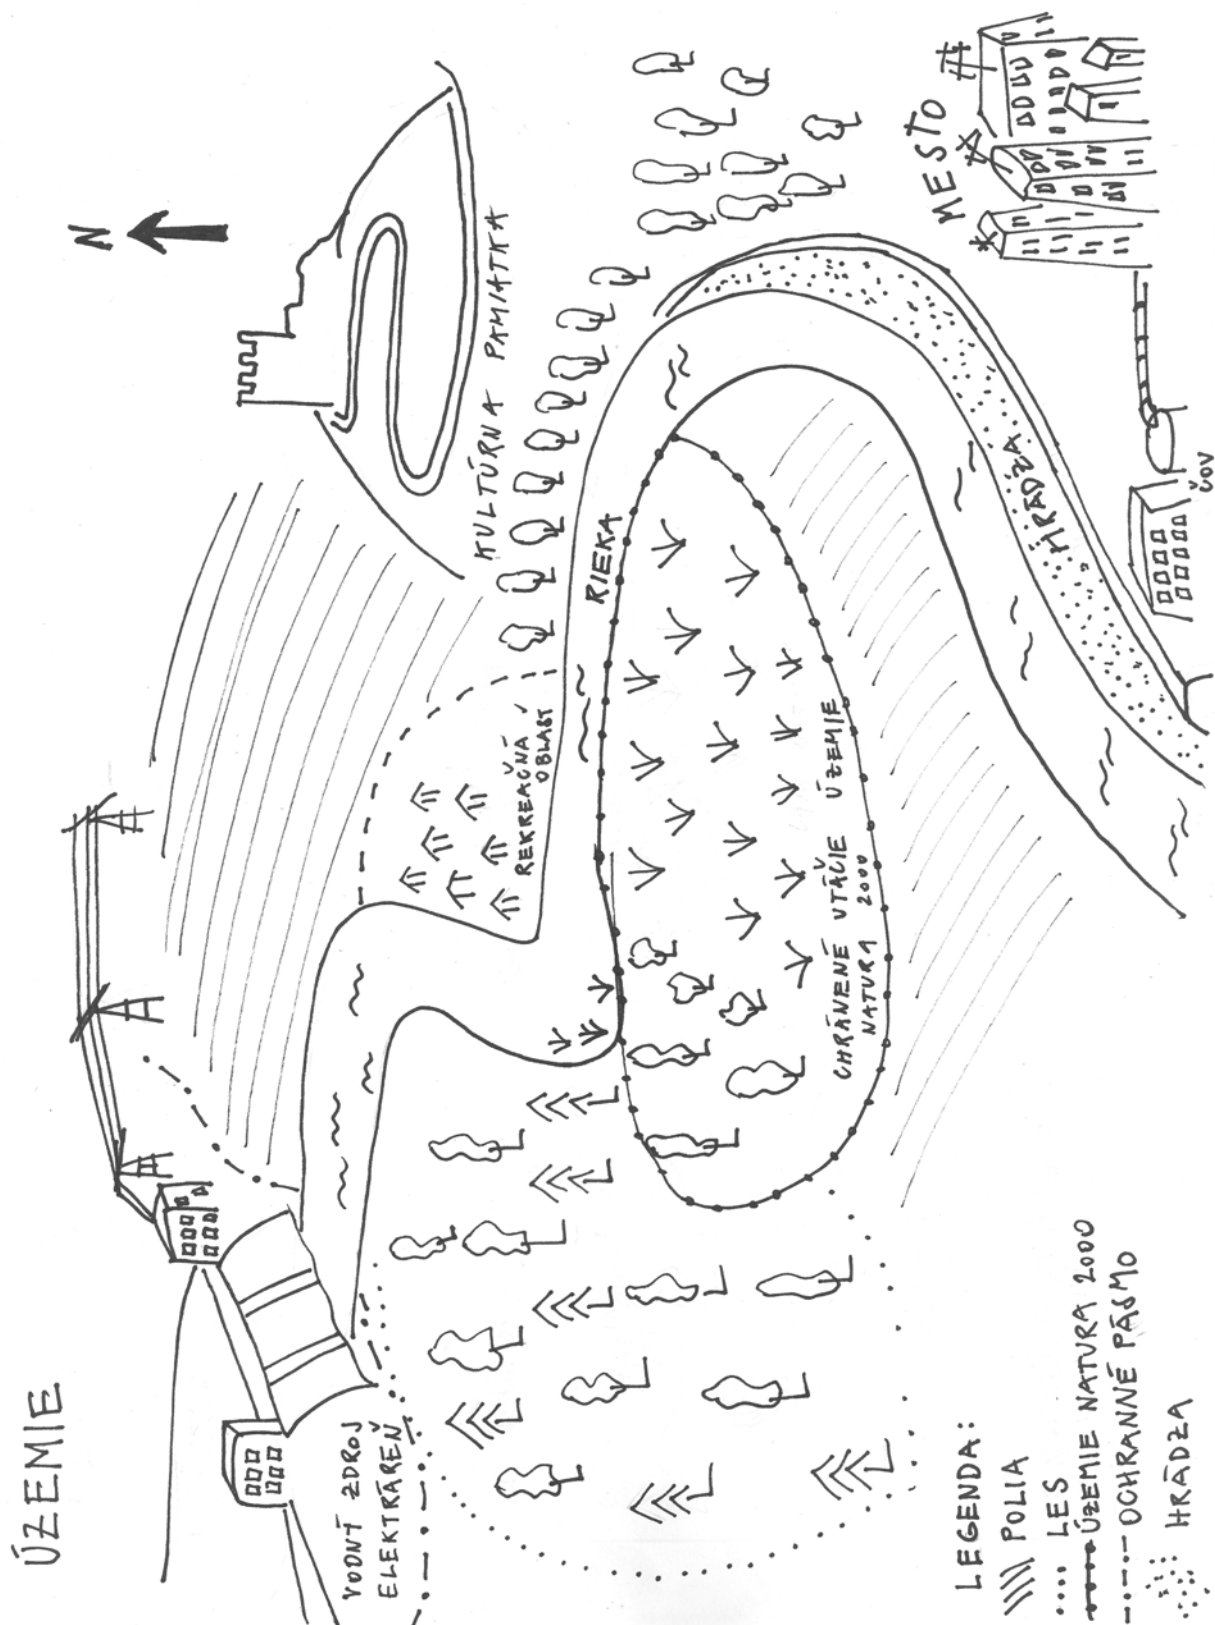 ÚZEMIE
N
KULTÚRNA PAMIATKA
MESTO
RIEKA
REKREAČNÁ
OBLASŤ
HRÁDZA
ČOV
CHRÁNENÉ VTÁČIE ÚZEMIE
NATURA 2000
VODNÝ ZDROJ
ELEKTRÁREŇ
LEGENDA:
POLIA
LES
ÚZEMIE NATURA 2000
OCHRANNÉ PÁSMO
HRÁDZA